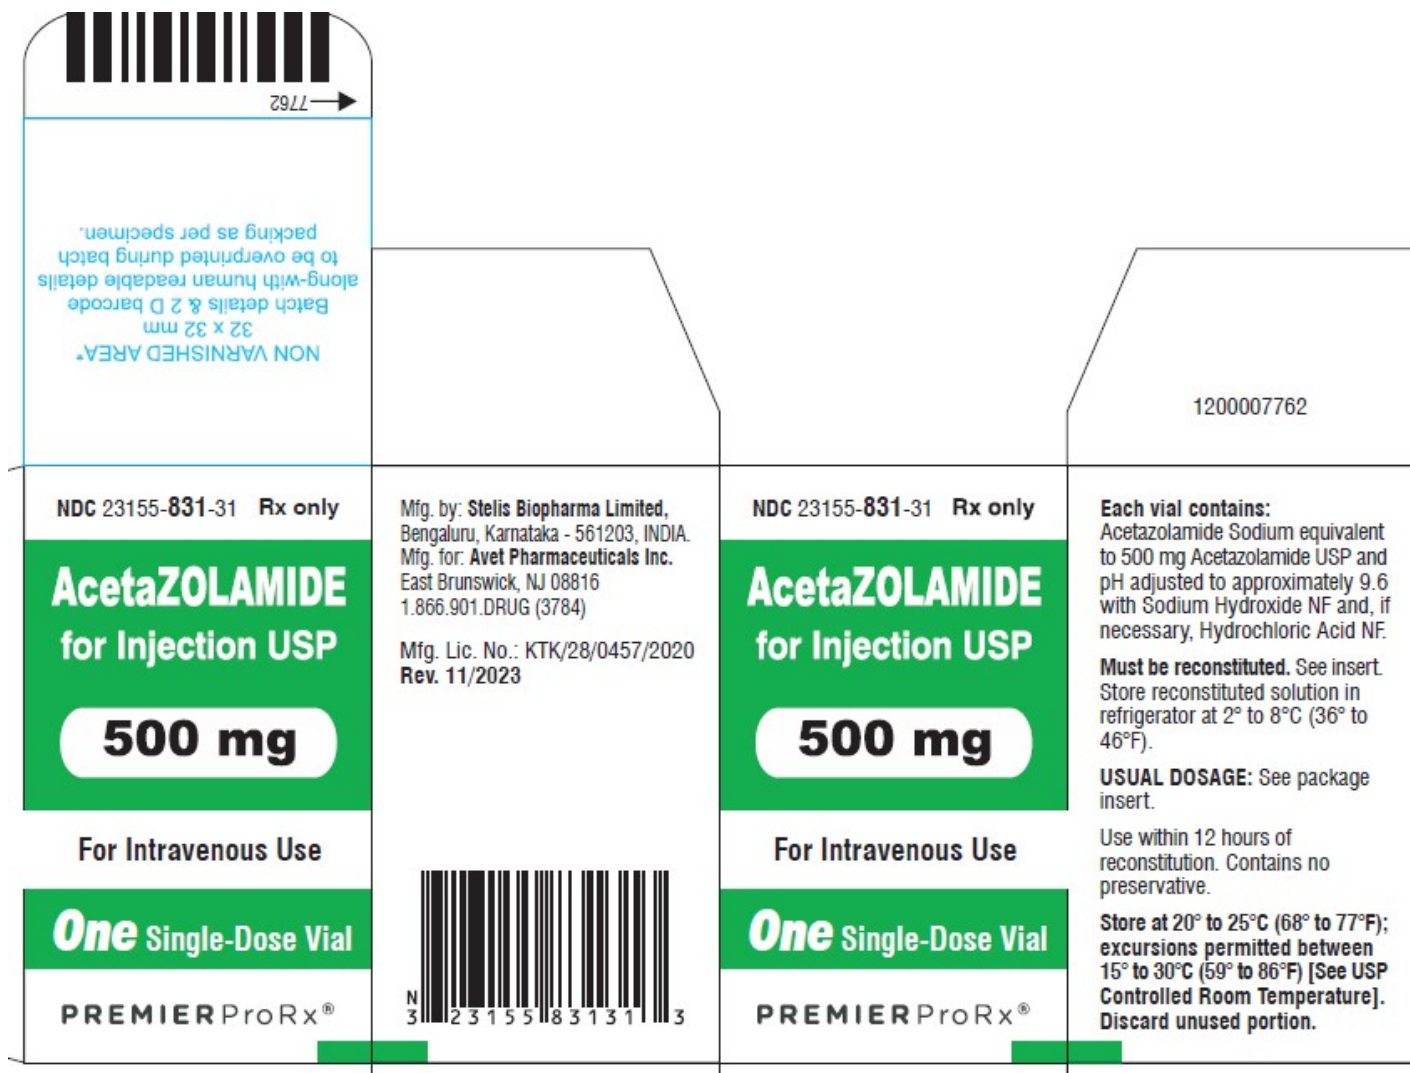 7762
NON VARNISHED AREA*
32 x 32 mm
Batch details & 2 D barcode
along-with human readable details
to be overprinted during batch
packing as per specimen.
NDC 23155-831-31 Rx only
AcetaZOLAMIDE
for Injection USP
500 mg
For Intravenous Use
One Single-Dose Vial
PREMIERProRx®
Mfg. by: Stelis Biopharma Limited,
Bengaluru, Karnataka - 561203, INDIA.
Mfg. for: Avet Pharmaceuticals Inc.
East Brunswick, NJ 08816
1.866.901.DRUG (3784)
Mfg. Lic. No.: KTK/28/0457/2020
Rev. 11/2023
N
3 23155 83131 3
NDC 23155-831-31 Rx only
AcetaZOLAMIDE
for Injection USP
500 mg
For Intravenous Use
One Single-Dose Vial
PREMIERProRx®
1200007762
Each vial contains:
Acetazolamide Sodium equivalent
to 500 mg Acetazolamide USP and
pH adjusted to approximately 9.6
with Sodium Hydroxide NF and, if
necessary, Hydrochloric Acid NF.
Must be reconstituted. See insert.
Store reconstituted solution in
refrigerator at 2° to 8°C (36° to
46°F).
USUAL DOSAGE: See package
insert.
Use within 12 hours of
reconstitution. Contains no
preservative.
Store at 20° to 25°C (68° to 77°F);
excursions permitted between
15° to 30°C (59° to 86°F) [See USP
Controlled Room Temperature].
Discard unused portion.